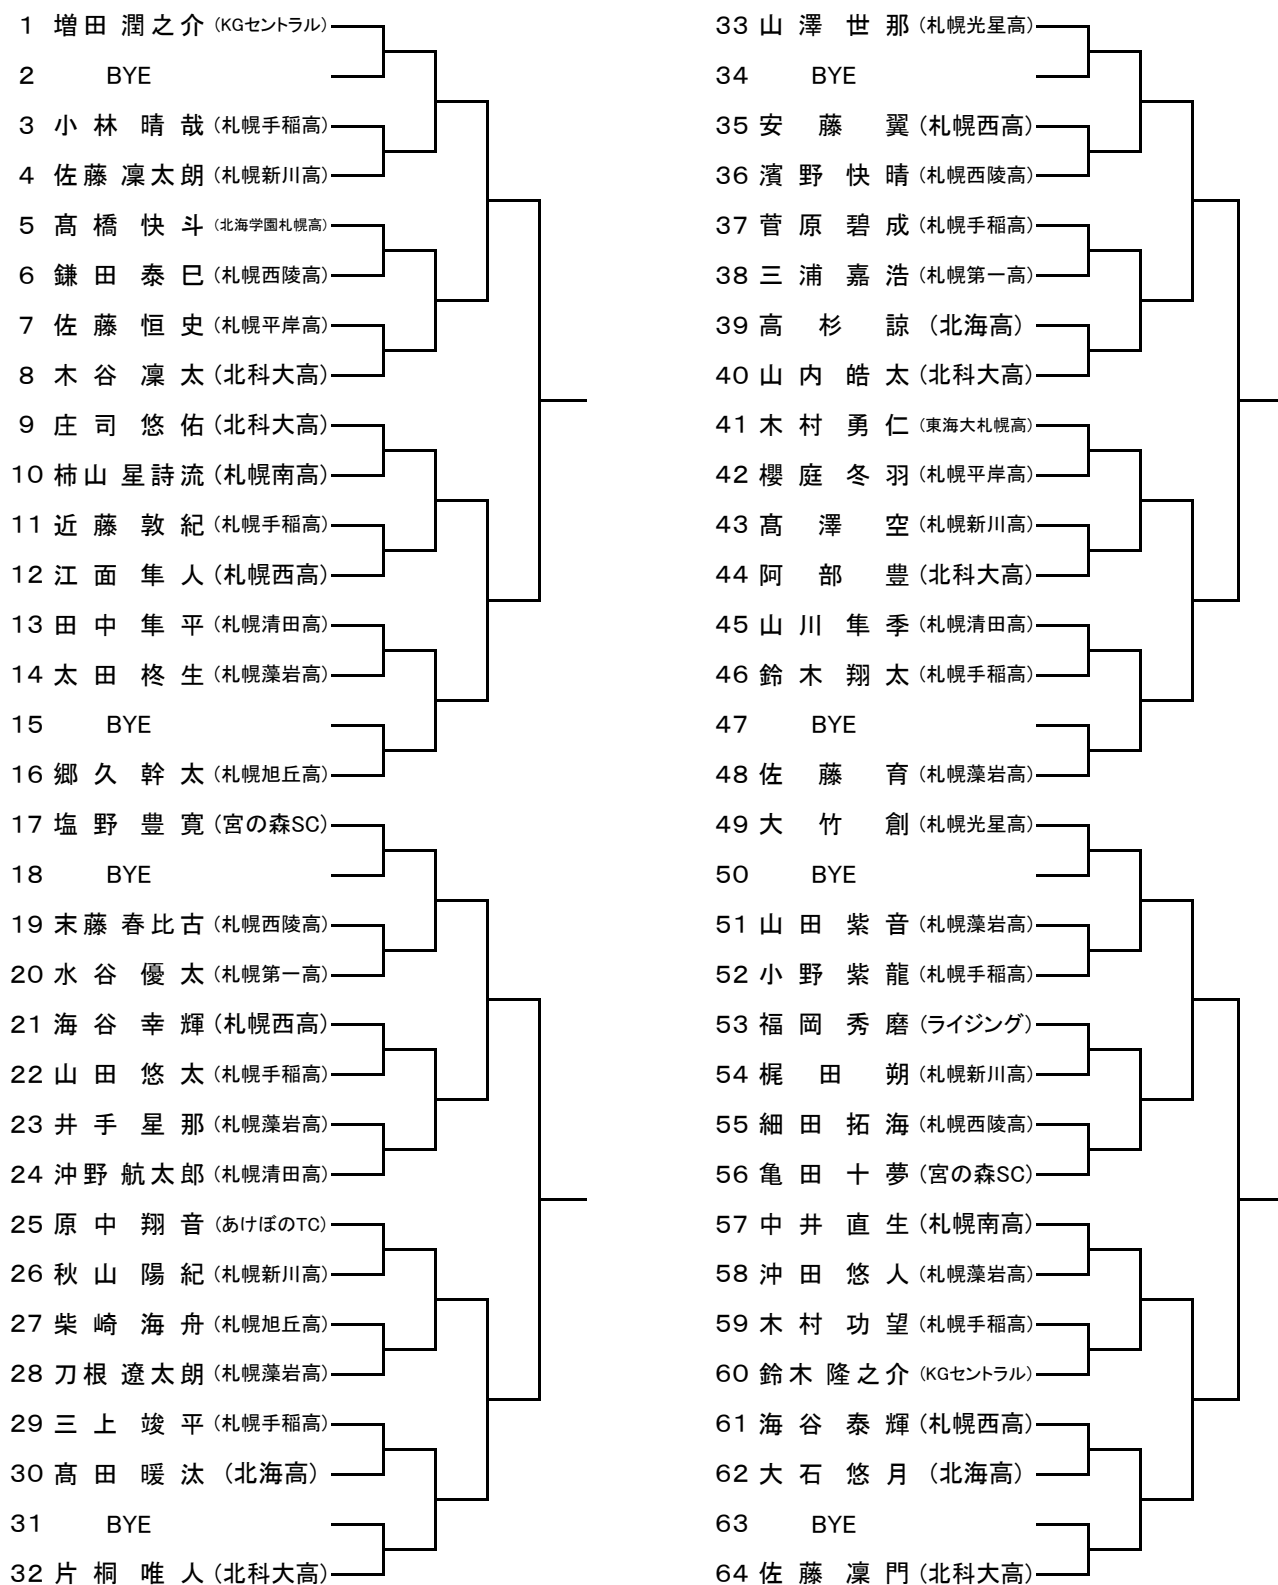 1 増田 潤之介 (KGセントラル)
2 BYE
3 小林 晴哉 (札幌手稲高)
4 佐藤 凜太朗 (札幌新川高)
5 髙橋 快斗 (北海学園札幌高)
6 鎌田 泰巳 (札幌西陵高)
7 佐藤 恒史 (札幌平岸高)
8 木谷 凜太 (北科大高)
9 庄司 悠佑 (北科大高)
10 柿山 星詩流 (札幌南高)
11 近藤 敦紀 (札幌手稲高)
12 江面 隼人 (札幌西高)
13 田中 隼平 (札幌清田高)
14 太田 柊生 (札幌藻岩高)
15 BYE
16 郷久 幹太 (札幌旭丘高)
17 塩野 豊寛 (宮の森SC)
18 BYE
19 末藤 春比古 (札幌西陵高)
20 水谷 優太 (札幌第一高)
21 海谷 幸輝 (札幌西高)
22 山田 悠太 (札幌手稲高)
23 井手 星那 (札幌藻岩高)
24 沖野 航太郎 (札幌清田高)
25 原中 翔音 (あけぼのTC)
26 秋山 陽紀 (札幌新川高)
27 柴崎 海舟 (札幌旭丘高)
28 刀根 遼太朗 (札幌藻岩高)
29 三上 竣平 (札幌手稲高)
30 髙田 暖汰 (北海高)
31 BYE
32 片桐 唯人 (北科大高)
33 山澤 世那 (札幌光星高)
34 BYE
35 安藤 翼 (札幌西高)
36 濱野 快晴 (札幌西陵高)
37 菅原 碧成 (札幌手稲高)
38 三浦 嘉浩 (札幌第一高)
39 高杉 諒 (北海高)
40 山内 皓太 (北科大高)
41 木村 勇仁 (東海大札幌高)
42 櫻庭 冬羽 (札幌平岸高)
43 髙澤 空 (札幌新川高)
44 阿部 豊 (北科大高)
45 山川 隼季 (札幌清田高)
46 鈴木 翔太 (札幌手稲高)
47 BYE
48 佐藤 育 (札幌藻岩高)
49 大竹 創 (札幌光星高)
50 BYE
51 山田 紫音 (札幌藻岩高)
52 小野 紫龍 (札幌手稲高)
53 福岡 秀磨 (ライジング)
54 梶田 朔 (札幌新川高)
55 細田 拓海 (札幌西陵高)
56 亀田 十夢 (宮の森SC)
57 中井 直生 (札幌南高)
58 沖田 悠人 (札幌藻岩高)
59 木村 功望 (札幌手稲高)
60 鈴木 隆之介 (KGセントラル)
61 海谷 泰輝 (札幌西高)
62 大石 悠月 (北海高)
63 BYE
64 佐藤 凜門 (北科大高)